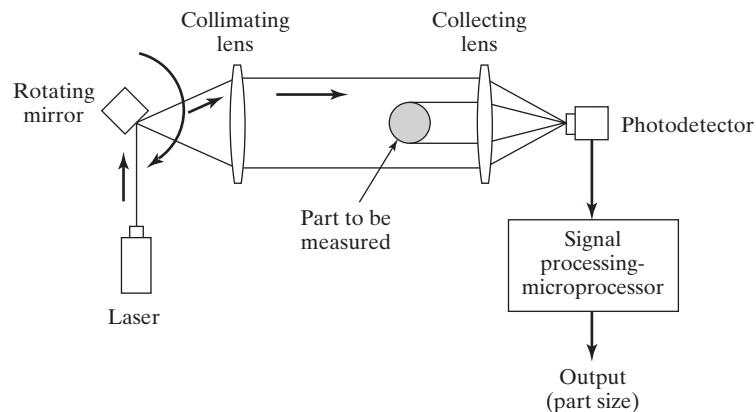 Collimating
lens
Collecting
lens
Rotating
mirror
Photodetector
Part to be
measured
Signal
processing-
microprocessor
Laser
Output
(part size)